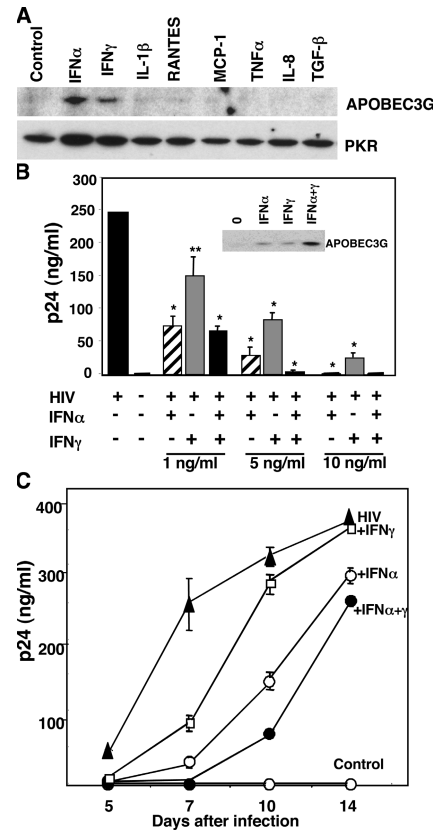 A
Control IFNα IFNγ IL-1β RANTES MCP-1 TNFα IL-8 TGF-β
APOBEC3G
PKR
B
300
250
200
150
100
50
0
p24 (ng/ml)
0 IFNα IFNγ IFNα+γ
APOBEC3G
* ** * * * * * *
HIV + - + + + + + + + + +
IFNα - - + - + + - + + - +
IFNγ - - - + + - + + - + +
1 ng/ml 5 ng/ml 10 ng/ml
C
400
300
200
100
p24 (ng/ml)
HIV
+IFNγ
+IFNα
+IFNα+γ
Control
5 7 10 14
Days after infection